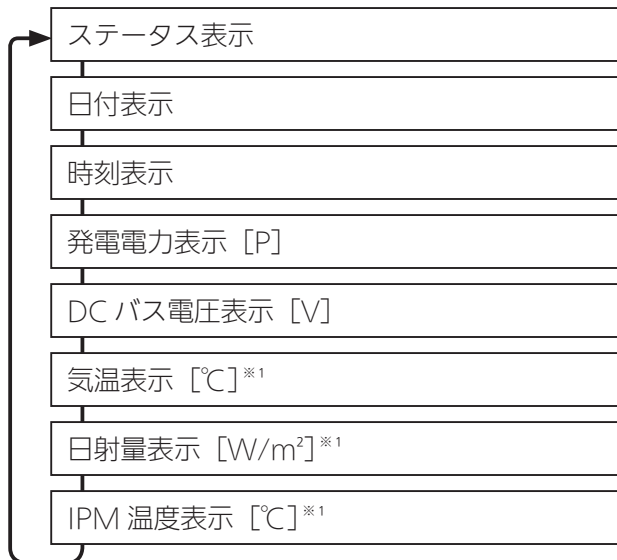 ステータス表示
日付表示
時刻表示
発電電力表示［P］
DC バス電圧表示［V］
気温表示［℃］※1
日射量表示［W/m²］※1
IPM 温度表示［℃］※1